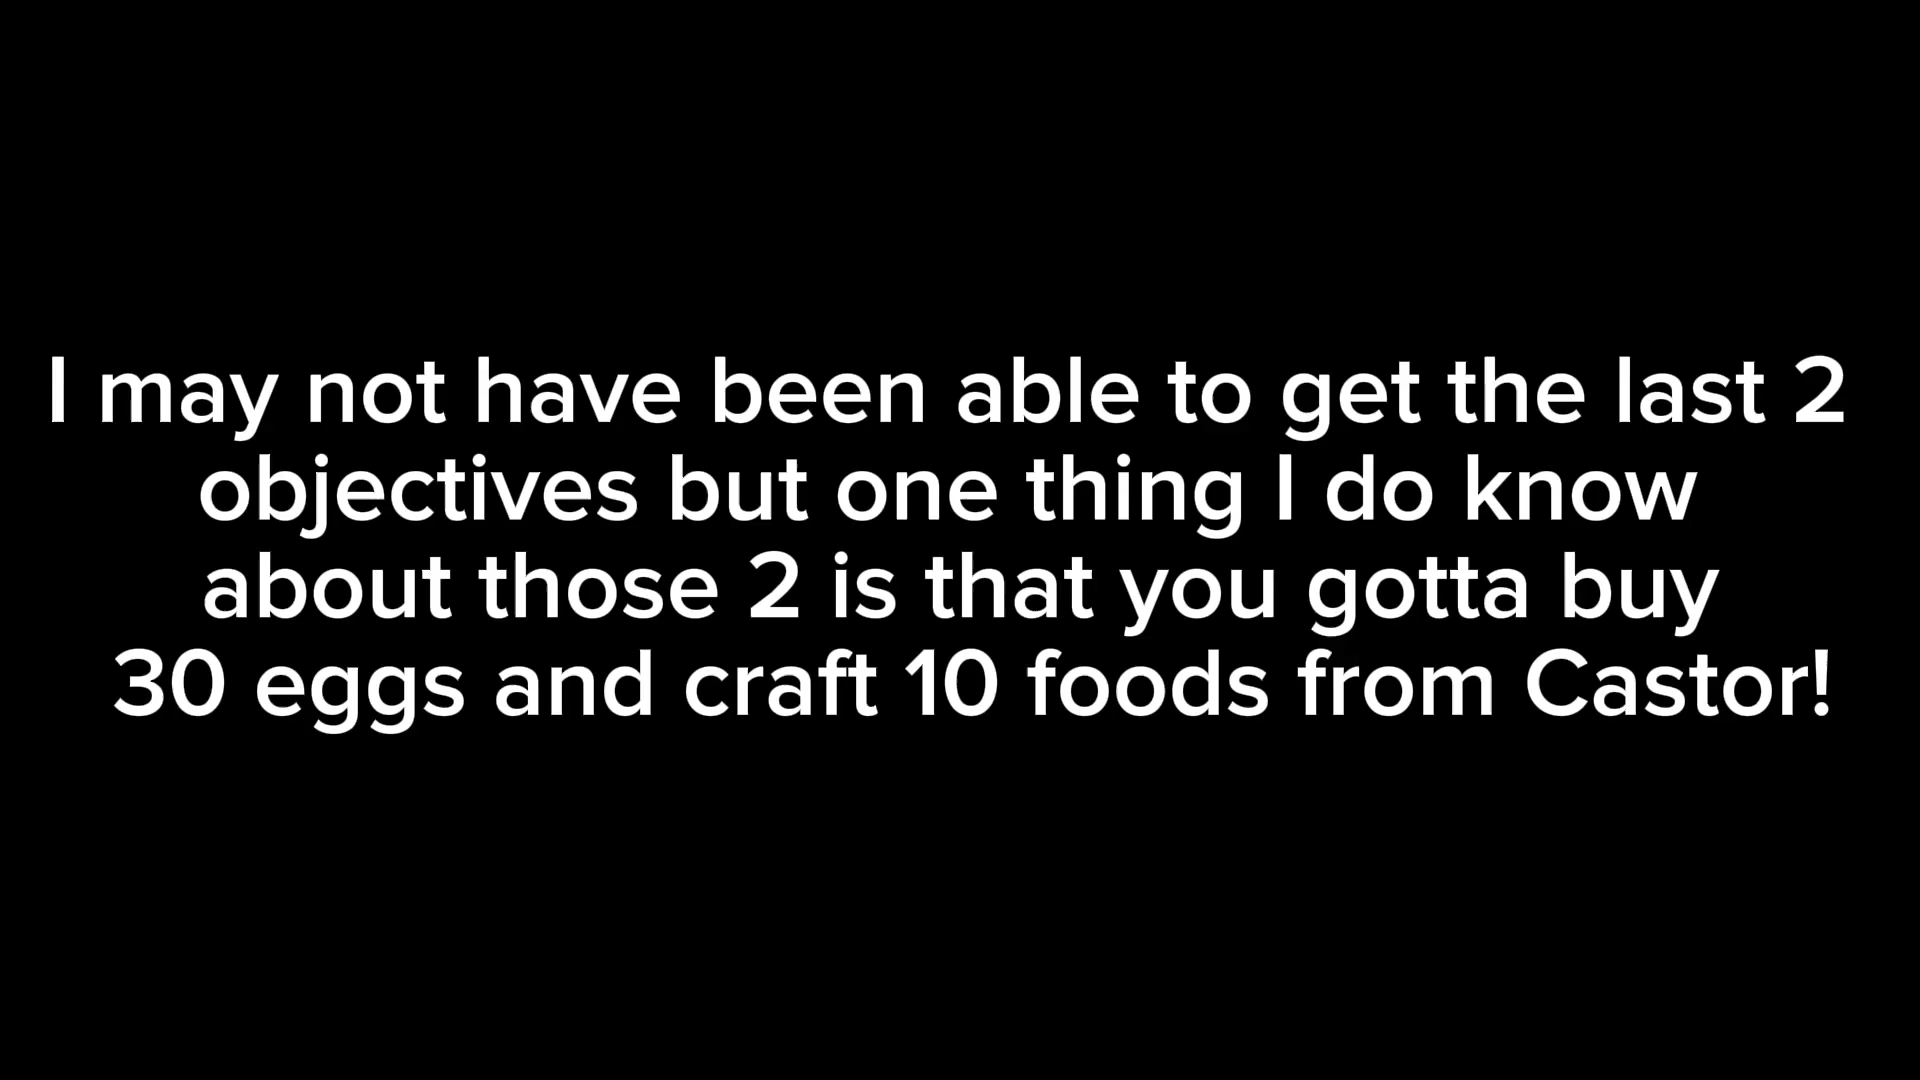 I may not have been able to get the last 2
objectives but one thing I do know
about those 2 is that you gotta buy
30 eggs and craft 10 foods from Castor!